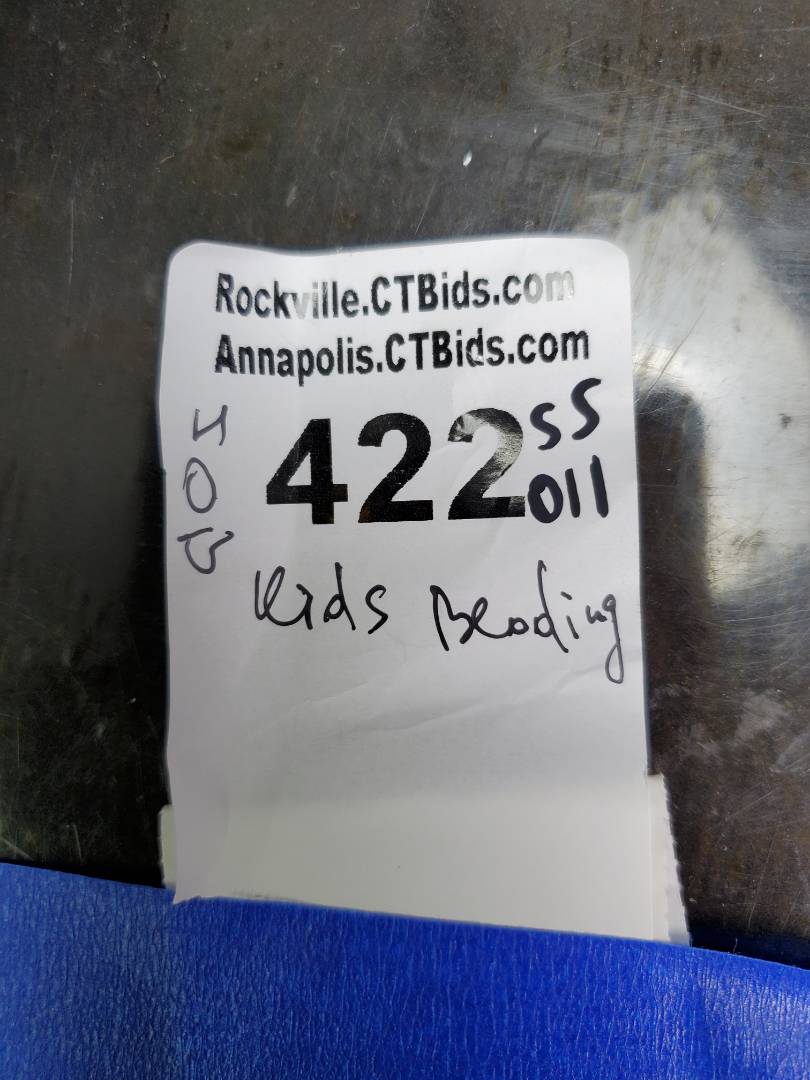 Rockville.CTBids.com
Annapolis.CTBids.com
422
SS
011
Kids Beading